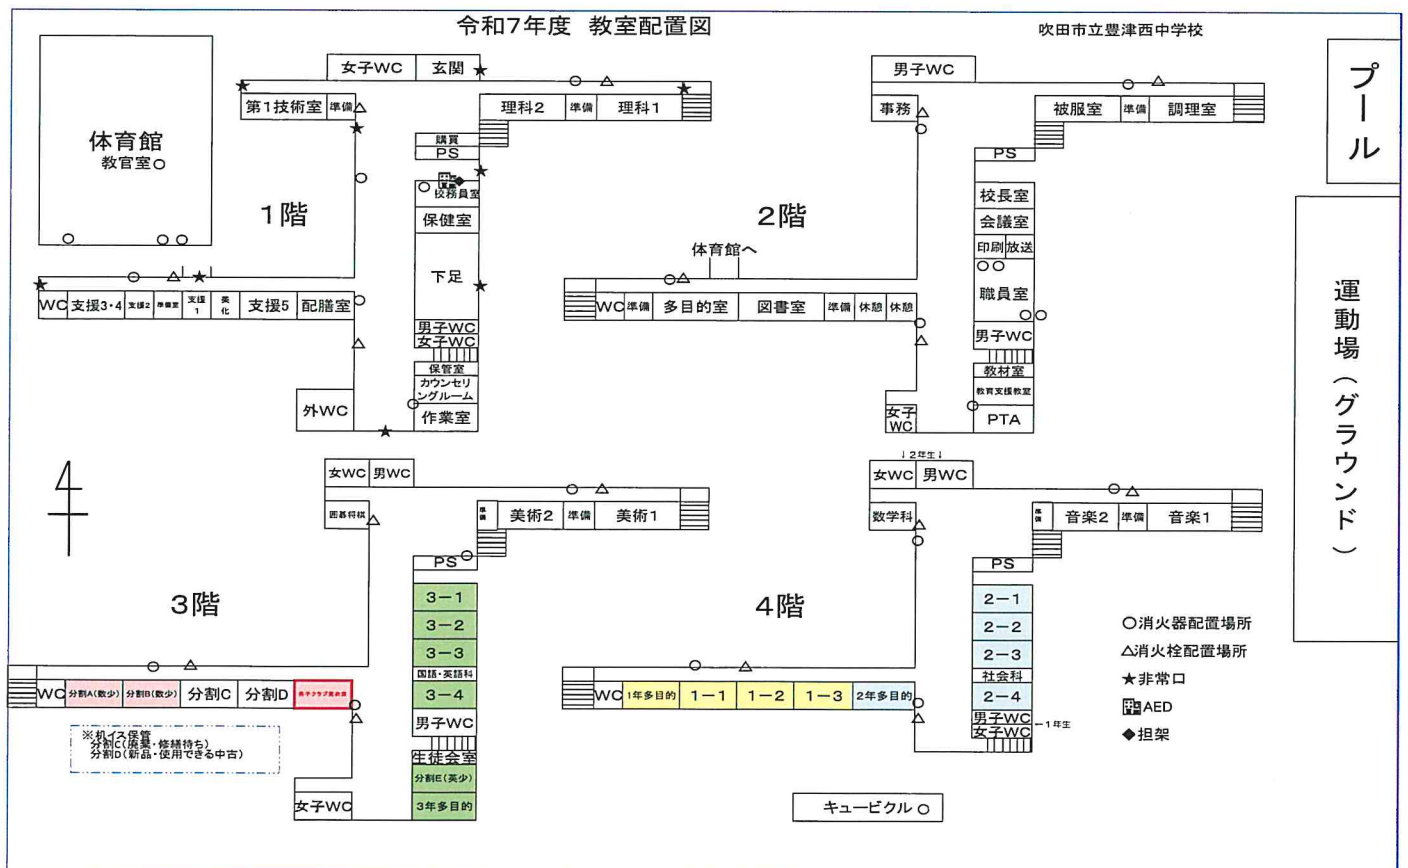 令和7年度 教室配置図
吹田市立豊津西中学校
プール
運動場(グラウンド)
体育館
教官室○
1階
女子WC
玄関
第1技術室
準備
理科2
準備
理科1
購買
PS
校務員室
保健室
下足
男子WC
女子WC
保管室
カウンセリングルーム
作業室
WC
支援3・4
支援2
準備室
支援1
美化
支援5
配膳室
外WC
2階
男子WC
事務
被服室
準備
調理室
PS
校長室
会議室
印刷
放送
職員室
男子WC
教材室
教育支援教室
PTA
体育館へ
WC
準備
多目的室
図書室
準備
休憩
休憩
女子WC
3階
女WC
男WC
囲碁将棋
準備
美術2
準備
美術1
PS
3-1
3-2
3-3
国語・英語科
3-4
男子WC
生徒会室
分割E(英少)
3年多目的
WC
分割A(数少)
分割B(数少)
分割C
分割D
女子WC
※机イス保管
分割C(廃棄・修繕待ち)
分割D(新品・使用できる中古)
4階
↓2年生↓
女WC
男WC
数学科
準備
音楽2
準備
音楽1
PS
2-1
2-2
2-3
社会科
2-4
男子WC
女子WC
←1年生
WC
1年多目的
1-1
1-2
1-3
2年多目的
○消火器配置場所
△消火栓配置場所
★非常口
AED
◆担架
キュービクル○